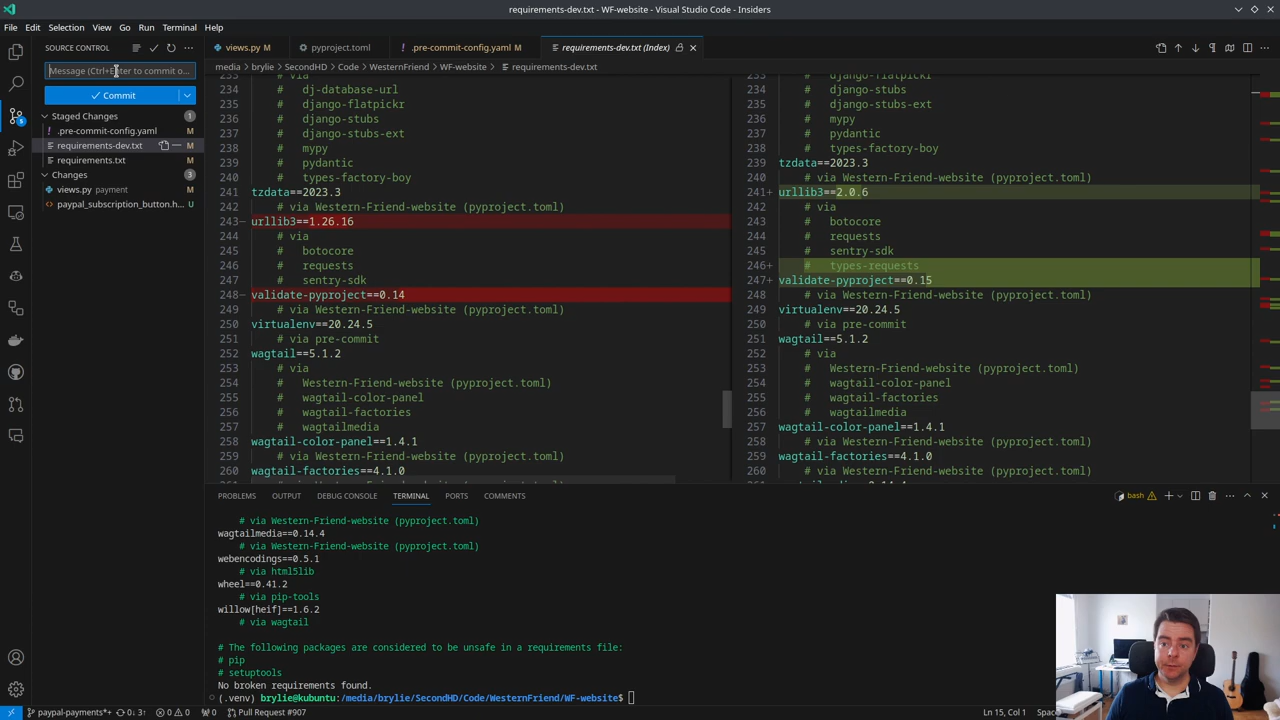 requirements-dev.txt - WF-website - Visual Studio Code - Insiders
File Edit Selection View Go Run Terminal Help
SOURCE CONTROL
Message (Ctrl+Enter to commit o...
Commit
Staged Changes 1
! .pre-commit-config.yaml M
requirements-dev.txt M
requirements.txt M
Changes 3
views.py payment M
paypal_subscription_button.h... U
views.py M
pyproject.toml
! .pre-commit-config.yaml M
requirements-dev.txt (Index)
media > brylie > SecondHD > Code > WesternFriend > WF-website > requirements-dev.txt
233 # via
234 # dj-database-url
235 # django-flatpickr
236 # django-stubs
237 # django-stubs-ext
238 # mypy
239 # pydantic
240 # types-factory-boy
241 tzdata==2023.3
242 # via Western-Friend-website (pyproject.toml)
243- urllib3==1.26.16
244 # via
245 # botocore
246 # requests
247 # sentry-sdk
248- validate-pyproject==0.14
249 # via Western-Friend-website (pyproject.toml)
250 virtualenv==20.24.5
251 # via pre-commit
252 wagtail==5.1.2
253 # via
254 # Western-Friend-website (pyproject.toml)
255 # wagtail-color-panel
256 # wagtail-factories
257 # wagtailmedia
258 wagtail-color-panel==1.4.1
259 # via Western-Friend-website (pyproject.toml)
260 wagtail-factories==4.1.0
233 # django-flatpickr
234 # django-stubs
235 # django-stubs-ext
236 # mypy
237 # pydantic
238 # types-factory-boy
239 tzdata==2023.3
240 # via Western-Friend-website (pyproject.toml)
241+ urllib3==2.0.6
242 # via
243 # botocore
244 # requests
245 # sentry-sdk
246+ # types-requests
247+ validate-pyproject==0.15
248 # via Western-Friend-website (pyproject.toml)
249 virtualenv==20.24.5
250 # via pre-commit
251 wagtail==5.1.2
252 # via
253 # Western-Friend-website (pyproject.toml)
254 # wagtail-color-panel
255 # wagtail-factories
256 # wagtailmedia
257 wagtail-color-panel==1.4.1
258 # via Western-Friend-website (pyproject.toml)
259 wagtail-factories==4.1.0
260 # via Western-Friend-website (pyproject.toml)
PROBLEMS OUTPUT DEBUG CONSOLE TERMINAL PORTS COMMENTS
bash
# via Western-Friend-website (pyproject.toml)
wagtailmedia==0.14.4
# via Western-Friend-website (pyproject.toml)
webencodings==0.5.1
# via html5lib
wheel==0.41.2
# via pip-tools
willow[heif]==1.6.2
# via wagtail
# The following packages are considered to be unsafe in a requirements file:
# pip
# setuptools
No broken requirements found.
(.venv) brylie@kubuntu:/media/brylie/SecondHD/Code/WesternFriend/WF-website$
paypal-payments*+ 0↓ 3↑ 0 0 0 Pull Request #907
Ln 15, Col 1 Spac